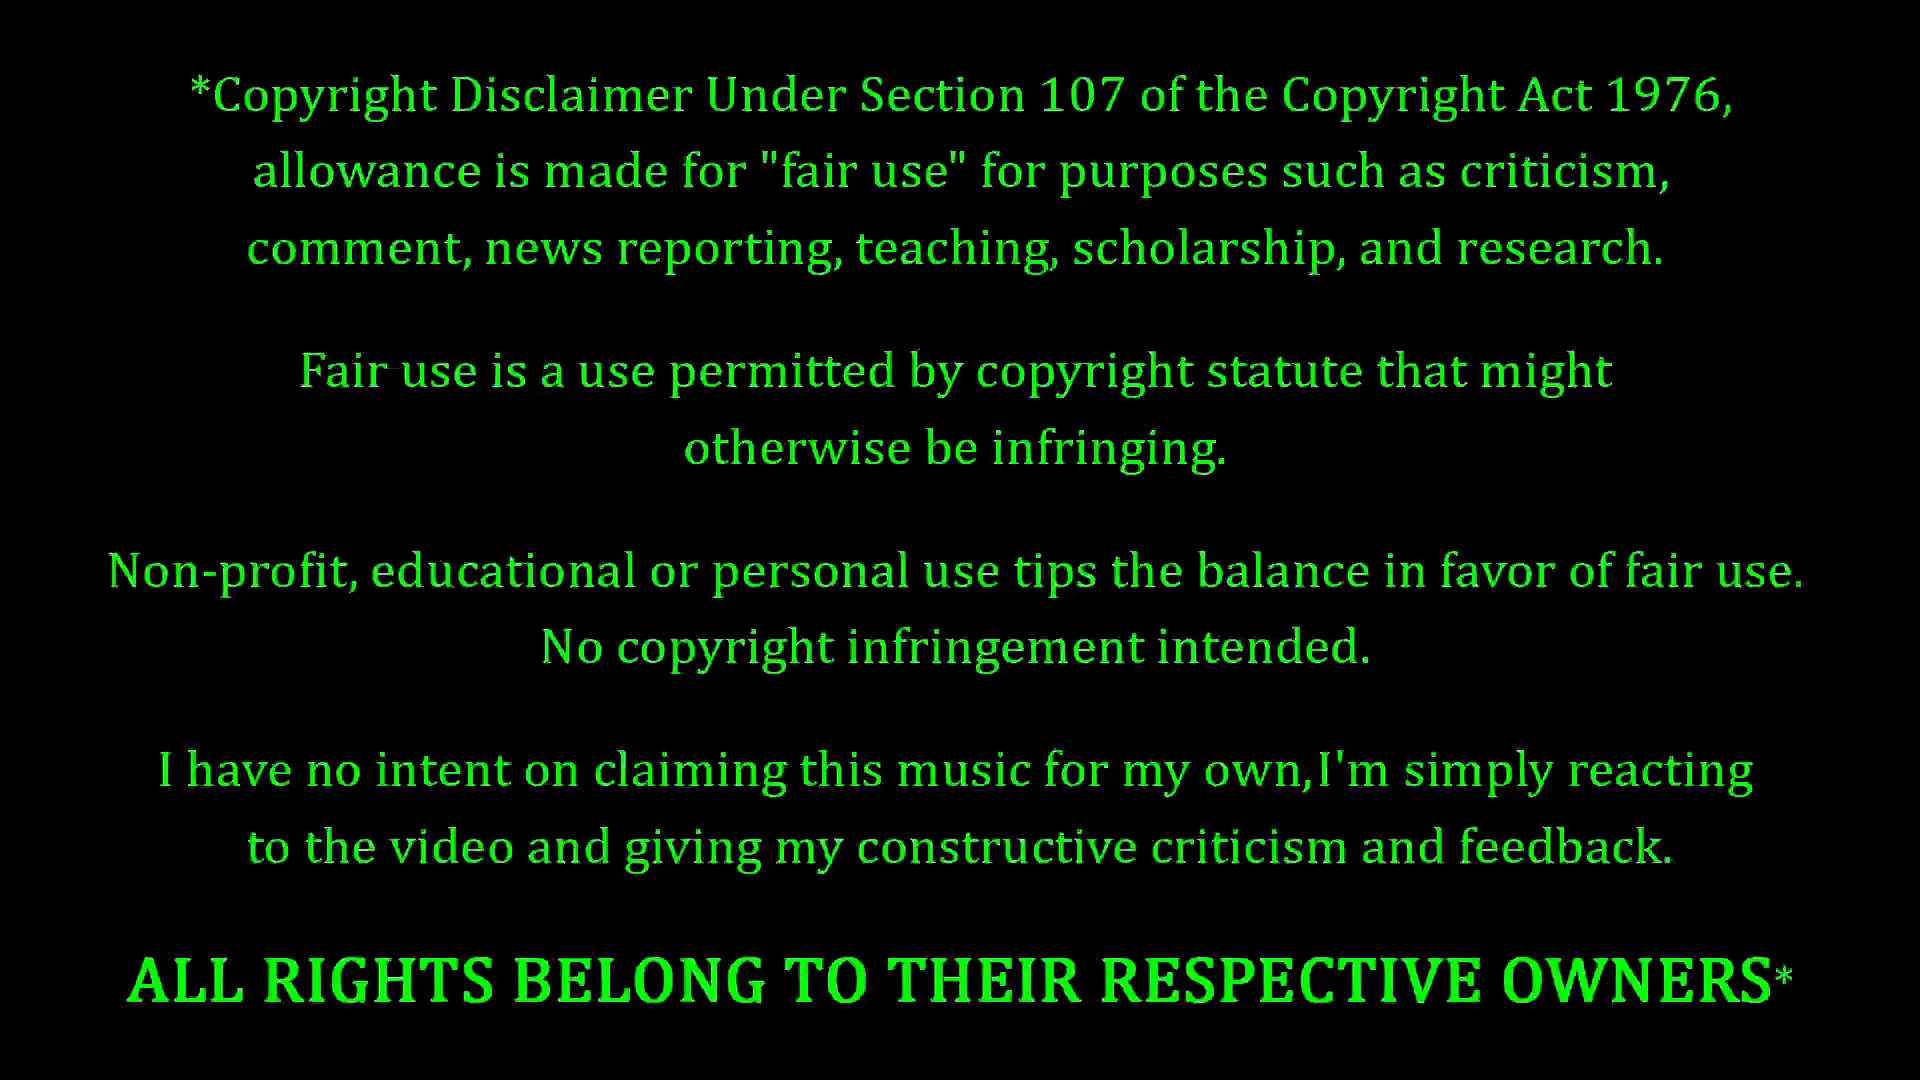 *Copyright Disclaimer Under Section 107 of the Copyright Act 1976,
allowance is made for "fair use" for purposes such as criticism,
comment, news reporting, teaching, scholarship, and research.
Fair use is a use permitted by copyright statute that might
otherwise be infringing.
Non-profit, educational or personal use tips the balance in favor of fair use.
No copyright infringement intended.
I have no intent on claiming this music for my own,I'm simply reacting
to the video and giving my constructive criticism and feedback.
ALL RIGHTS BELONG TO THEIR RESPECTIVE OWNERS*